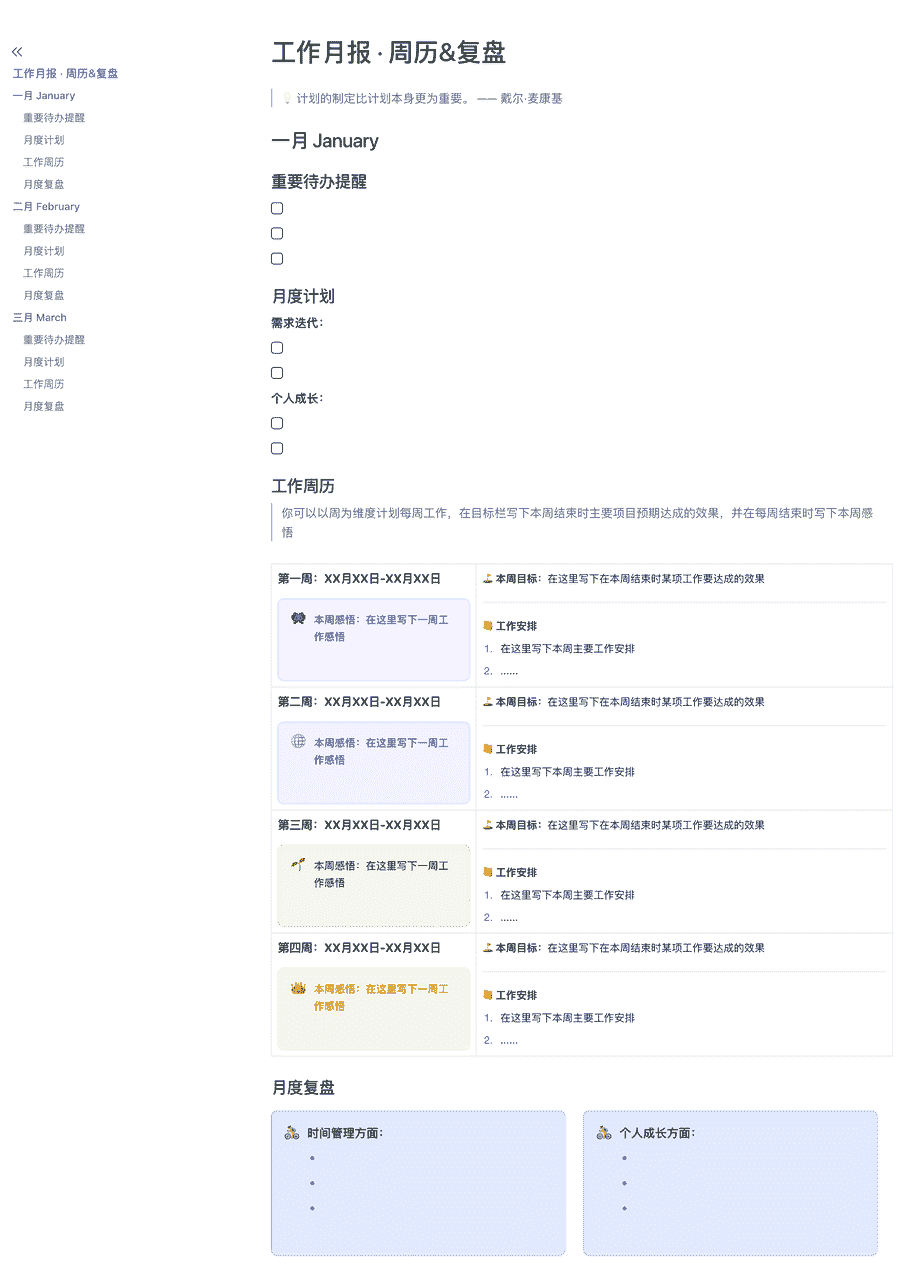 工作月报 · 周历&复盘
一月 January
重要待办提醒
月度计划
工作周历
月度复盘
二月 February
重要待办提醒
月度计划
工作周历
月度复盘
三月 March
重要待办提醒
月度计划
工作周历
月度复盘
工作月报 · 周历&复盘
计划的制定比计划本身更为重要。 —— 戴尔·麦康基
一月 January
重要待办提醒
月度计划
需求迭代：
个人成长：
工作周历
你可以以周为维度计划每周工作，在目标栏写下本周结束时主要项目预期达成的效果，并在每周结束时写下本周感
悟
第一周：XX月XX日-XX月XX日
本周感悟：在这里写下一周工
作感悟
本周目标：在这里写下在本周结束时某项工作要达成的效果
工作安排
1. 在这里写下本周主要工作安排
2. ......
第二周：XX月XX日-XX月XX日
本周感悟：在这里写下一周工
作感悟
本周目标：在这里写下在本周结束时某项工作要达成的效果
工作安排
1. 在这里写下本周主要工作安排
2. ......
第三周：XX月XX日-XX月XX日
本周感悟：在这里写下一周工
作感悟
本周目标：在这里写下在本周结束时某项工作要达成的效果
工作安排
1. 在这里写下本周主要工作安排
2. ......
第四周：XX月XX日-XX月XX日
本周感悟：在这里写下一周工
作感悟
本周目标：在这里写下在本周结束时某项工作要达成的效果
工作安排
1. 在这里写下本周主要工作安排
2. ......
月度复盘
时间管理方面：
个人成长方面：